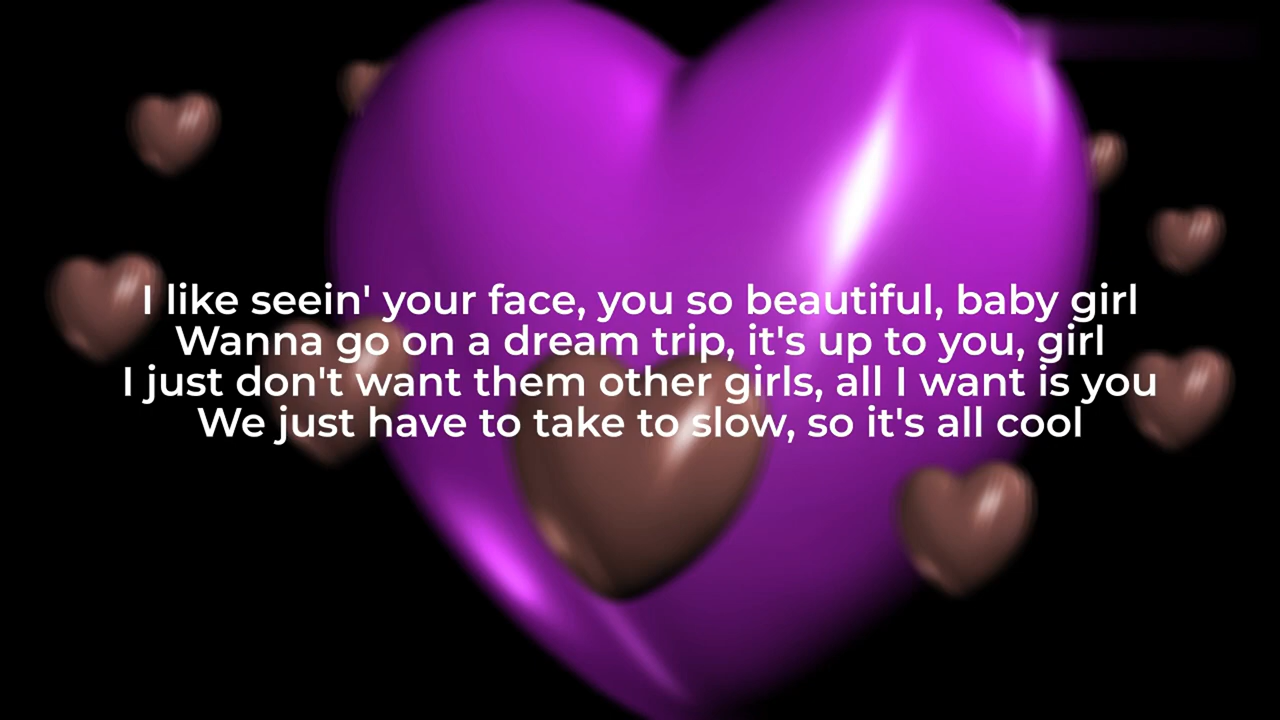 I like seein' your face, you so beautiful, baby girl
Wanna go on a dream trip, it's up to you, girl
I just don't want them other girls, all I want is you
We just have to take to slow, so it's all cool